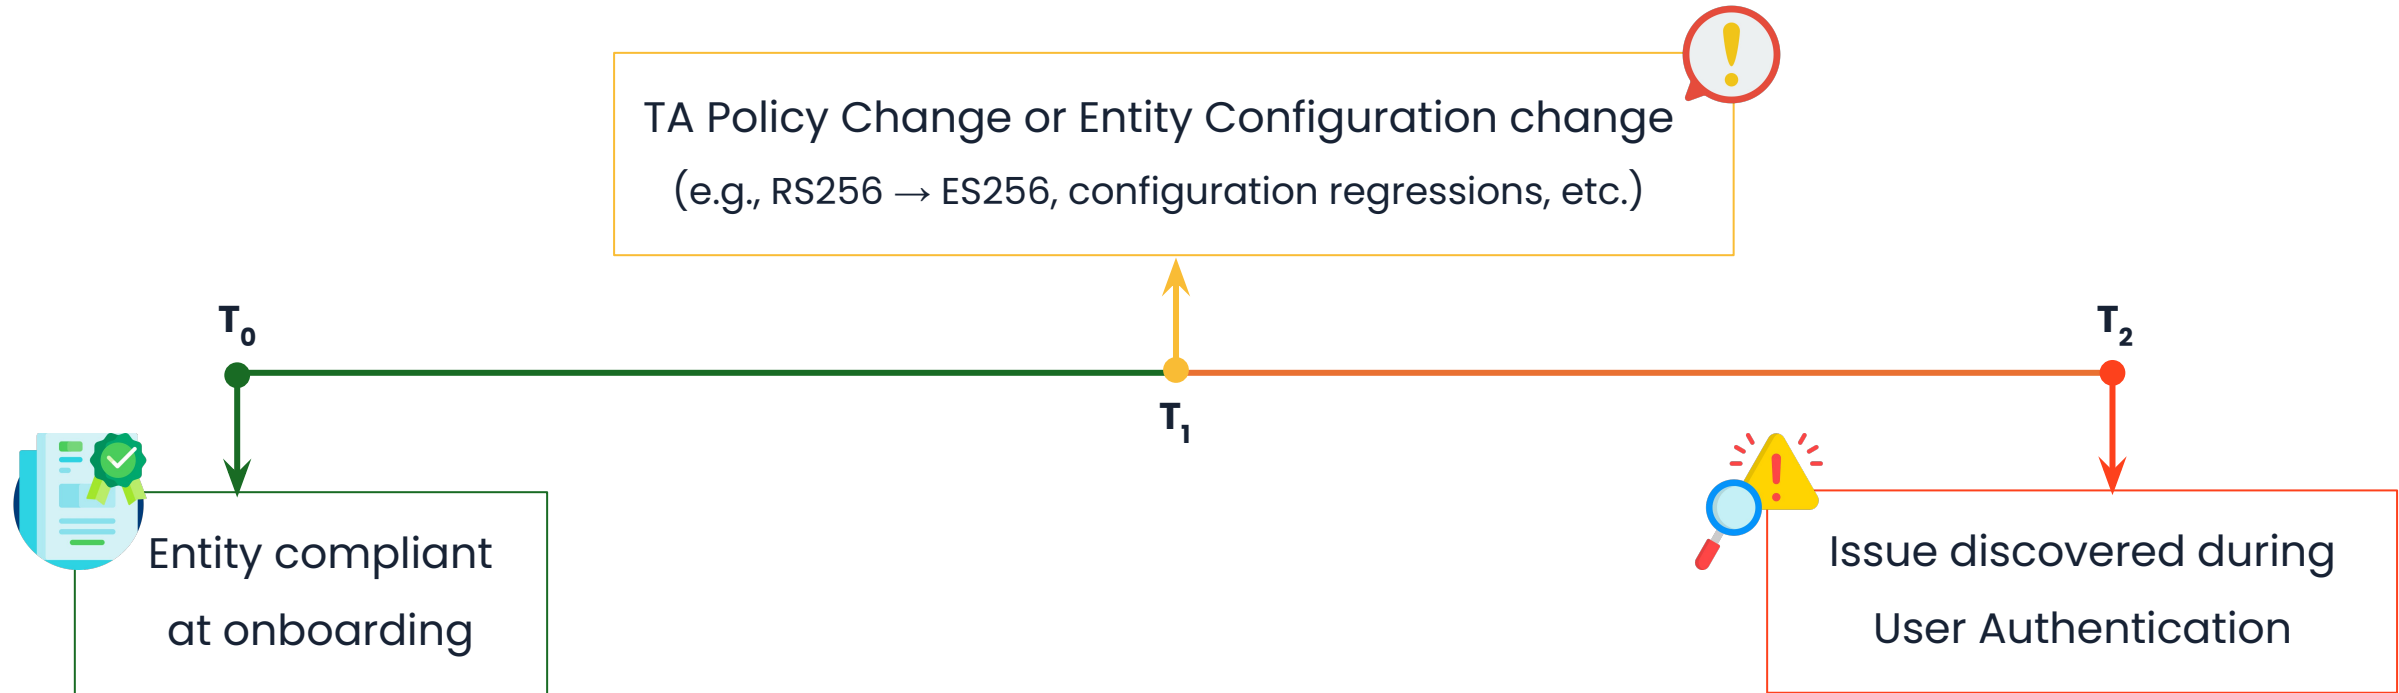 TA Policy Change or Entity Configuration change
(e.g., RS256 → ES256, configuration regressions, etc.)
T0
T1
T2
Entity compliant
at onboarding
Issue discovered during
User Authentication